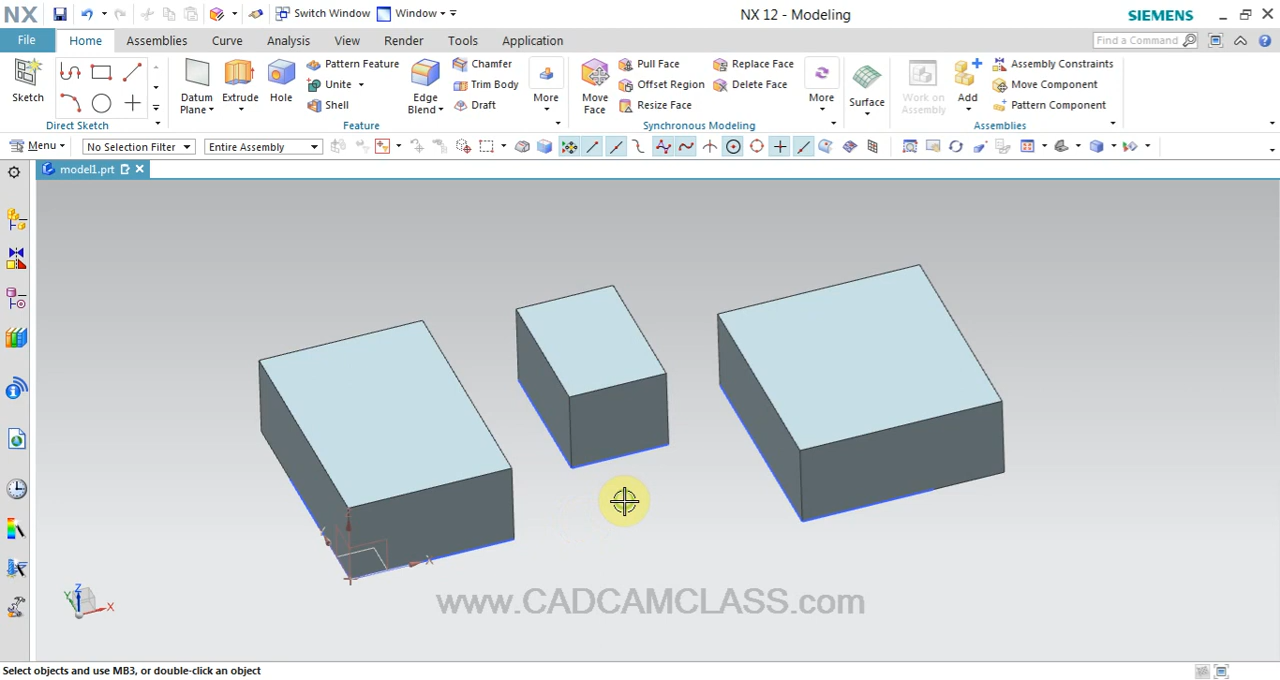 NX Switch Window Window NX 12 - Modeling SIEMENS
File Home Assemblies Curve Analysis View Render Tools Application Find a Command
Sketch
Direct Sketch
Datum Plane Extrude Hole Pattern Feature Unite Shell Edge Blend Chamfer Trim Body Draft More
Feature
Move Face Pull Face Offset Region Resize Face Replace Face Delete Face More
Synchronous Modeling
Surface
Work on Assembly Add Assembly Constraints Move Component Pattern Component
Assemblies
Menu No Selection Filter Entire Assembly
model1.prt
X
Z
Y
X
www.CADCAMCLASS.com
Select objects and use MB3, or double-click an object